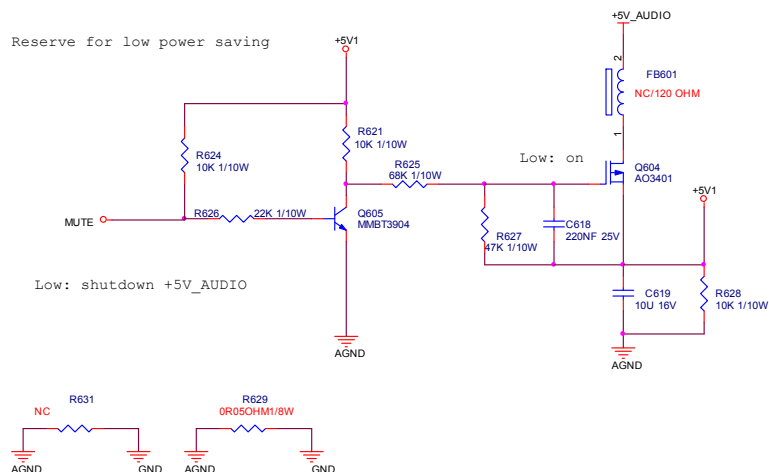 +5V_AUDIO
Reserve for low power saving
+5V1
2
FB601
NC/120 OHM
1
R621
10K 1/10W
R624
10K 1/10W
R625
68K 1/10W
Low: on
Q604
AO3401
+5V1
MUTE
R626
22K 1/10W
Q605
MMBT3904
R627
47K 1/10W
C618
220NF 25V
Low: shutdown +5V_AUDIO
C619
10U 16V
R628
10K 1/10W
AGND
AGND
R631
NC
R629
0R05OHM1/8W
AGND
GND
AGND
GND